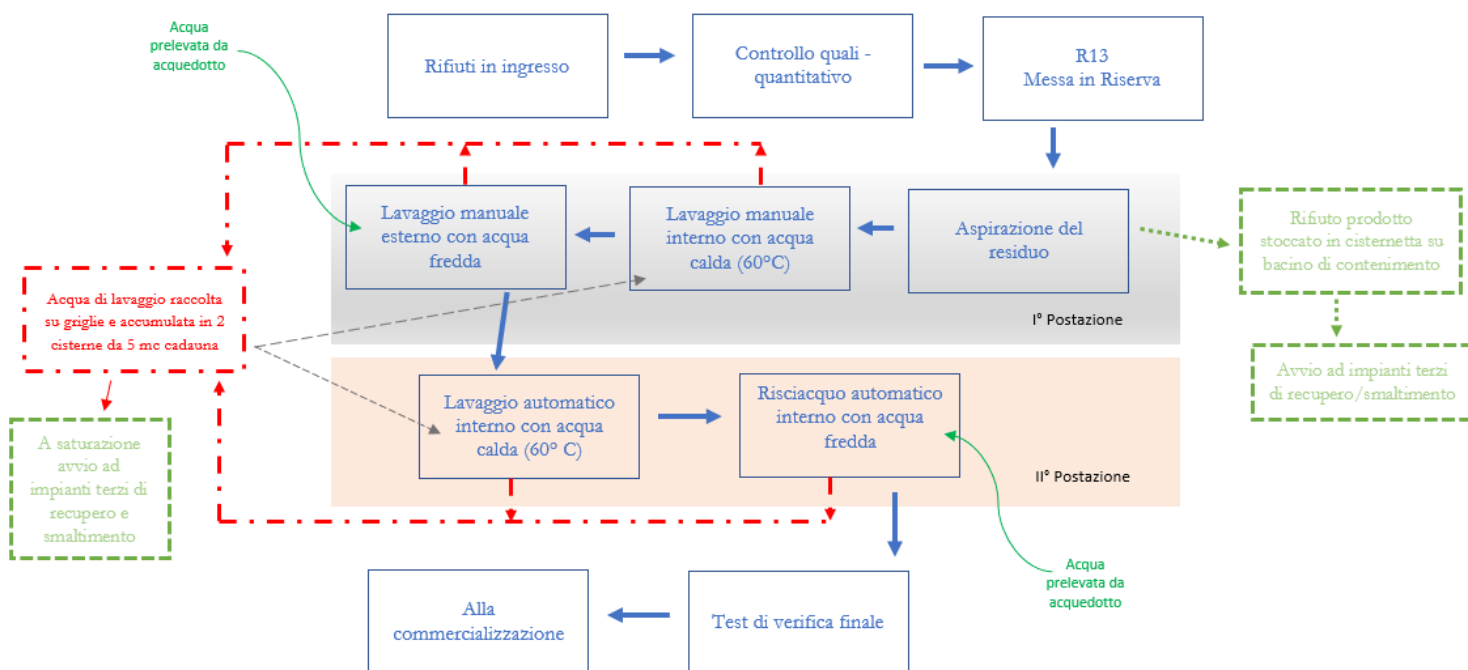 Acqua
prelevata da
acquedotto
Rifiuti in ingresso
Controllo quali -
quantitativo
R13
Messa in Riserva
Lavaggio manuale
esterno con acqua
fredda
Lavaggio manuale
interno con acqua
calda (60°C)
Aspirazione del
residuo
I° Postazione
Rifiuto prodotto
stoccato in cisternetta su
bacino di contenimento
Avvio ad impianti terzi
di recupero/smaltimento
Acqua di lavaggio raccolta
su griglie e accumulata in 2
cisterne da 5 mc cadauna
A saturazione
avvio ad
impianti terzi di
recupero e
smaltimento
Lavaggio automatico
interno con acqua
calda (60° C)
Risciacquo automatico
interno con acqua
fredda
II° Postazione
Acqua
prelevata da
acquedotto
Alla
commercializzazione
Test di verifica finale